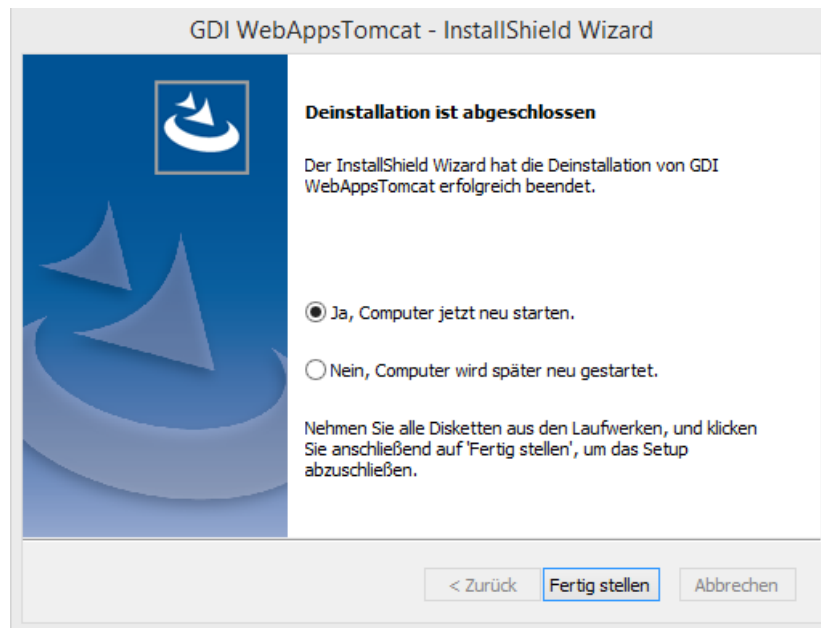 GDI WebAppsTomcat - InstallShield Wizard
Deinstallation ist abgeschlossen
Der InstallShield Wizard hat die Deinstallation von GDI
WebAppsTomcat erfolgreich beendet.
Ja, Computer jetzt neu starten.
Nein, Computer wird später neu gestartet.
Nehmen Sie alle Disketten aus den Laufwerken, und klicken
Sie anschließend auf 'Fertig stellen', um das Setup
abzuschließen.
< Zurück Fertig stellen Abbrechen